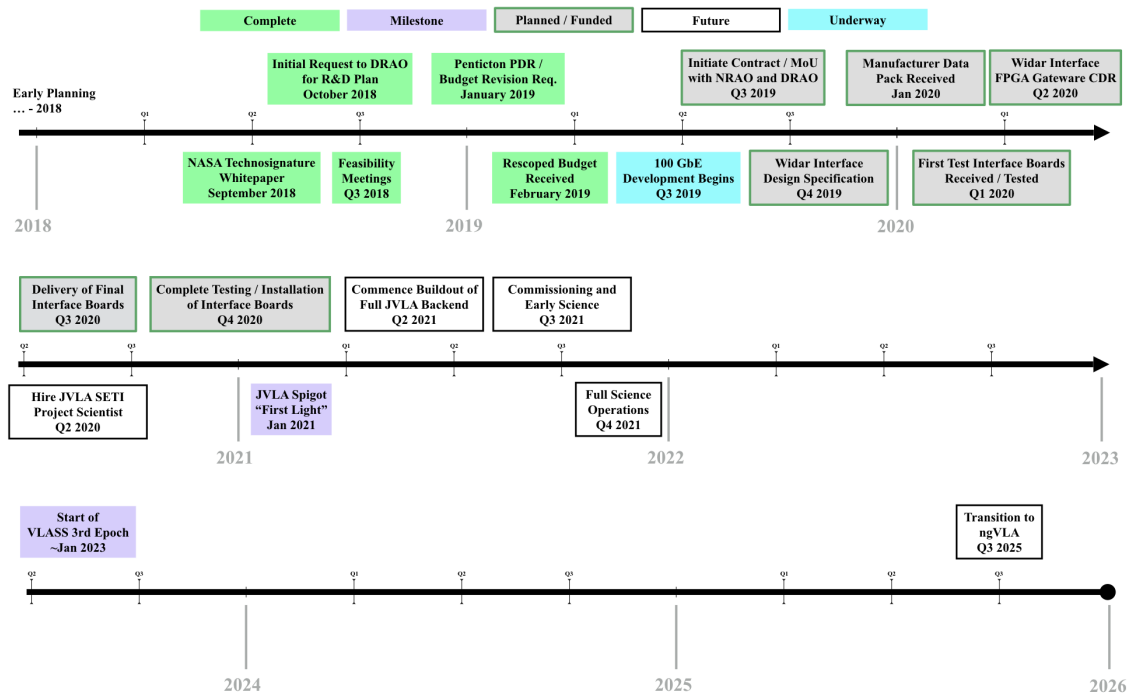 Complete
Milestone
Planned / Funded
Future
Underway
Early Planning
... - 2018
Initial Request to DRAO
for R&D Plan
October 2018
Penticton PDR /
Budget Revision Req.
January 2019
Initiate Contract / MoU
with NRAO and DRAO
Q3 2019
Manufacturer Data
Pack Received
Jan 2020
Widar Interface
FPGA Gateware CDR
Q2 2020
Q1
Q2
Q3
Q1
Q2
Q3
Q1
NASA Technosignature
Whitepaper
September 2018
Feasibility
Meetings
Q3 2018
Rescoped Budget
Received
February 2019
100 GbE
Development Begins
Q3 2019
Widar Interface
Design Specification
Q4 2019
First Test Interface Boards
Received / Tested
Q1 2020
2018
2019
2020
Delivery of Final
Interface Boards
Q3 2020
Complete Testing / Installation
of Interface Boards
Q4 2020
Commence Buildout of
Full JVLA Backend
Q2 2021
Commissioning and
Early Science
Q3 2021
Q2
Q3
Q1
Q2
Q3
Q1
Q2
Q3
Hire JVLA SETI
Project Scientist
Q2 2020
JVLA Spigot
“First Light”
Jan 2021
Full Science
Operations
Q4 2021
2021
2022
2023
Start of
VLASS 3rd Epoch
~Jan 2023
Transition to
ngVLA
Q3 2025
Q2
Q3
Q1
Q2
Q3
Q1
Q2
Q3
2024
2025
2026